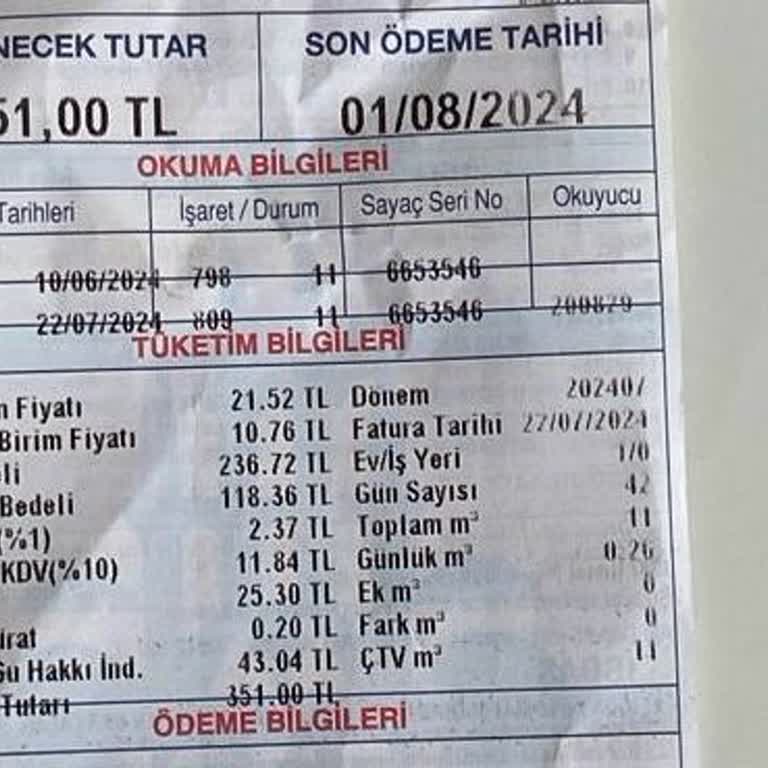 NECEK TUTAR SON ÖDEME TARİHİ
51,00 TL 01/08/2024
OKUMA BİLGİLERİ
Tarihleri İşaret / Durum Sayaç Seri No Okuyucu
10/06/2024 798 11 6653546
22/07/2024 809 11 6653546 200829
TÜKETİM BİLGİLERİ
Fiyatı 21.52 TL Dönem 202407
Birim Fiyatı 10.76 TL Fatura Tarihi 22/07/2024
li 236.72 TL Ev/İş Yeri 1/0
Bedeli 118.36 TL Gün Sayısı 42
(%1) 2.37 TL Toplam m³ 11
KDV(%10) 11.84 TL Günlük m³ 0.26
25.30 TL Ek m³ 0
irat 0.20 TL Fark m³ 0
Su Hakkı İnd. 43.04 TL ÇTV m³ 11
Tutarı 351.00 TL
ÖDEME BİLGİLERİ